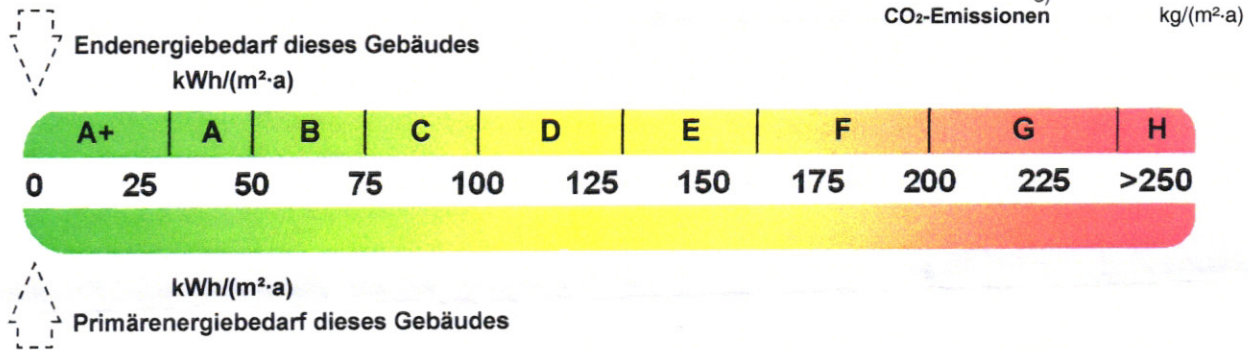 CO₂-Emissionen kg/(m²·a)
Endenergiebedarf dieses Gebäudes
kWh/(m²·a)
A+ A B C D E F G H
0 25 50 75 100 125 150 175 200 225 >250
kWh/(m²·a)
Primärenergiebedarf dieses Gebäudes